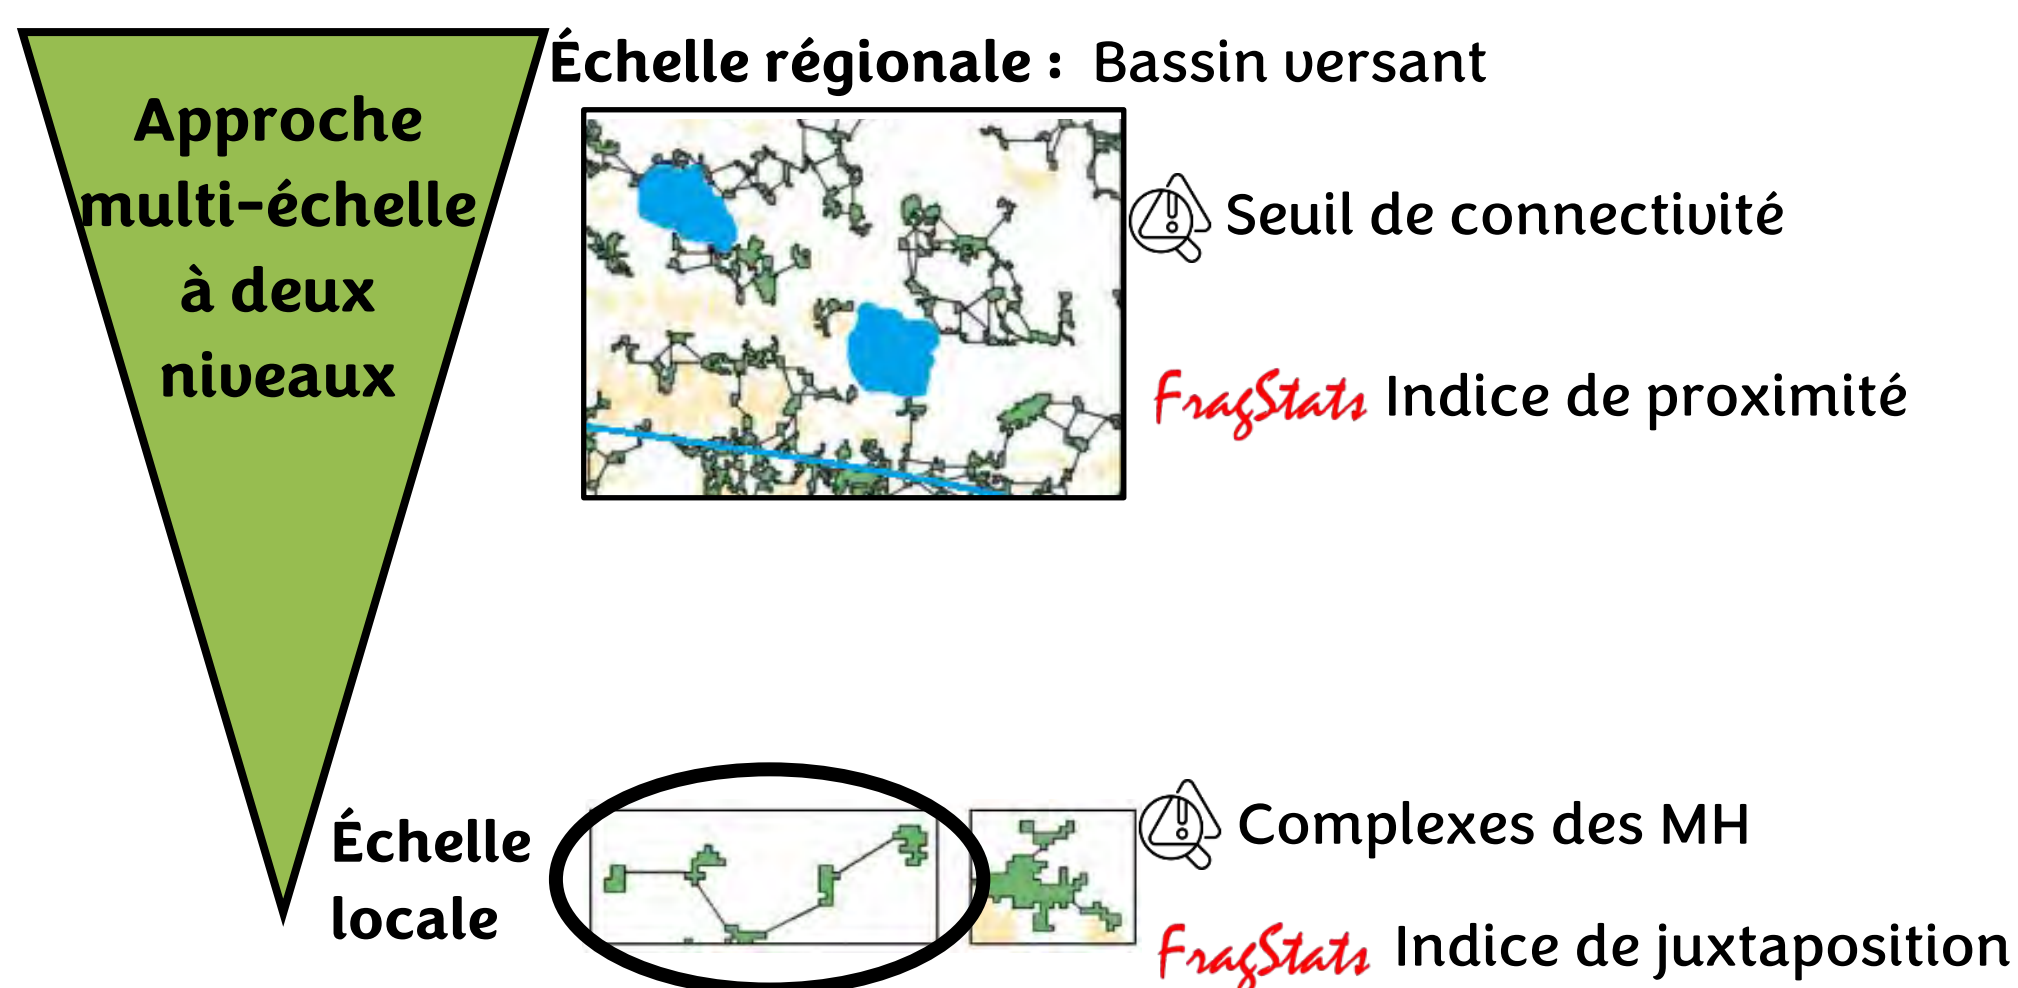 Approche
multi-échelle
à deux
niveaux
Échelle régionale : Bassin versant
Seuil de connectivité
FragStats Indice de proximité
Échelle
locale
Complexes des MH
FragStats Indice de juxtaposition